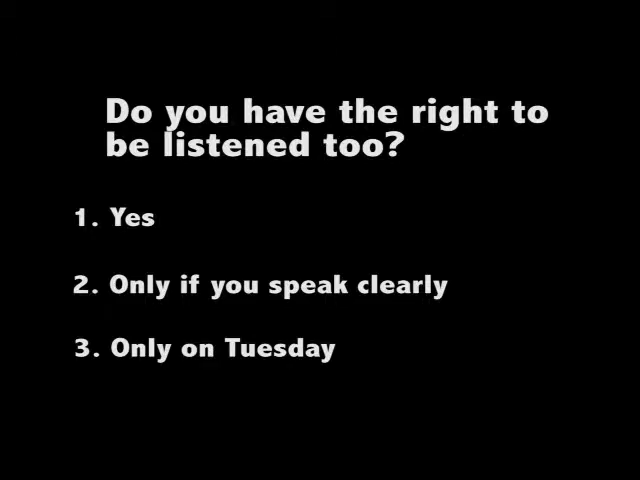 Do you have the right to
be listened too?
1. Yes
2. Only if you speak clearly
3. Only on Tuesday